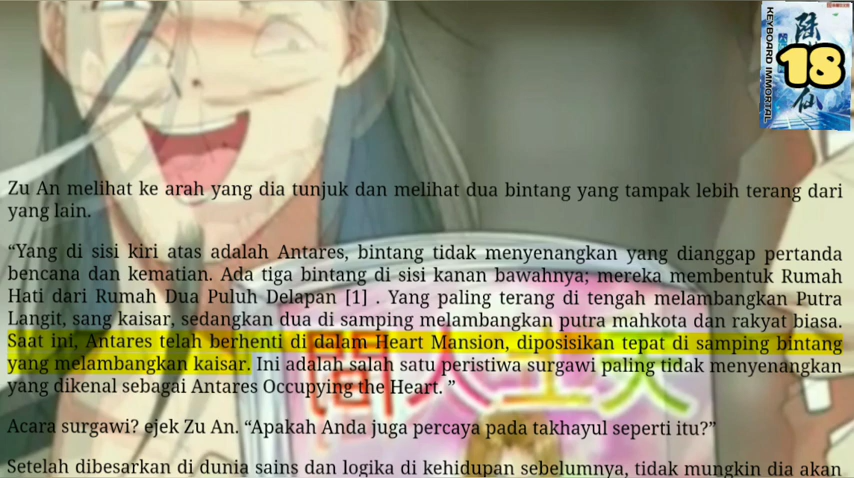 陸
仙
KEYBOARD IMMORTAL
18
Zu An melihat ke arah yang dia tunjuk dan melihat dua bintang yang tampak lebih terang dari
yang lain.
“Yang di sisi kiri atas adalah Antares, bintang tidak menyenangkan yang dianggap pertanda
bencana dan kematian. Ada tiga bintang di sisi kanan bawahnya; mereka membentuk Rumah
Hati dari Rumah Dua Puluh Delapan [1] . Yang paling terang di tengah melambangkan Putra
Langit, sang kaisar, sedangkan dua di samping melambangkan putra mahkota dan rakyat biasa.
Saat ini, Antares telah berhenti di dalam Heart Mansion, diposisikan tepat di samping bintang
yang melambangkan kaisar. Ini adalah salah satu peristiwa surgawi paling tidak menyenangkan
yang dikenal sebagai Antares Occupying the Heart. ”
Acara surgawi? ejek Zu An. “Apakah Anda juga percaya pada takhayul seperti itu?”
Setelah dibesarkan di dunia sains dan logika di kehidupan sebelumnya, tidak mungkin dia akan